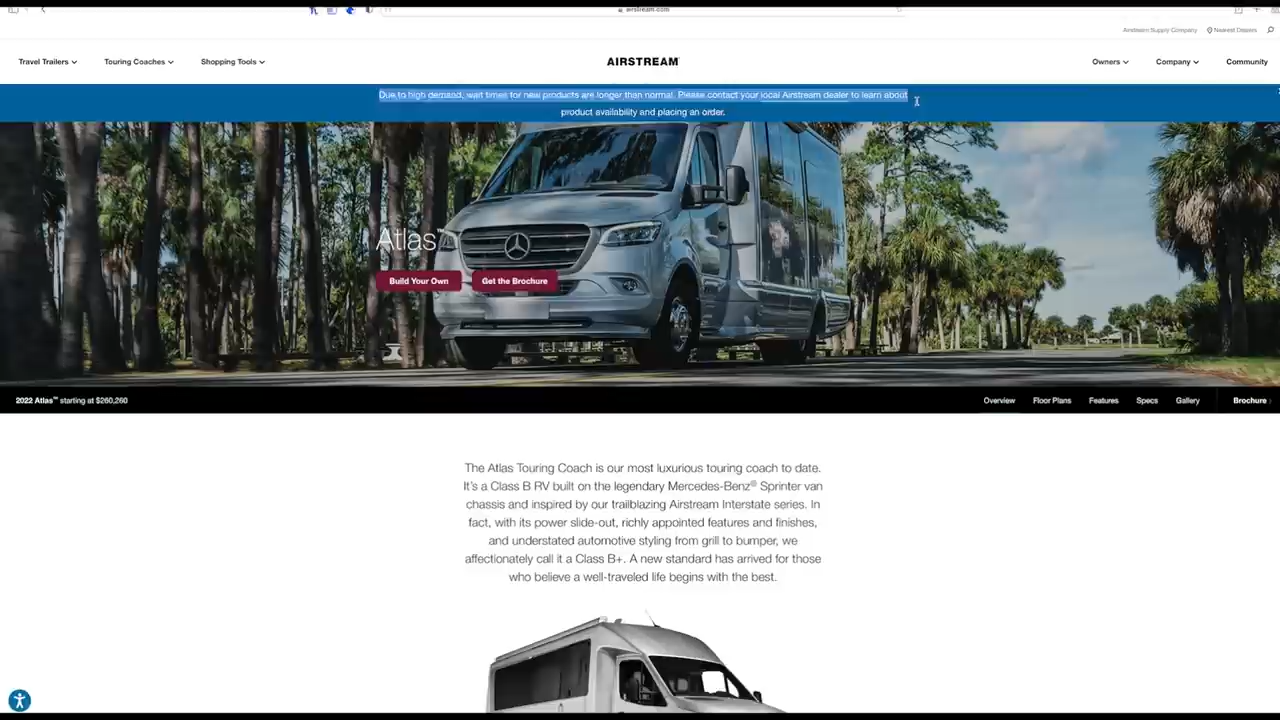 airstream.com
Airstream Supply Company Nearest Dealers
Travel Trailers Touring Coaches Shopping Tools AIRSTREAM Owners Company Community
Due to high demand, wait times for new products are longer than normal. Please contact your local Airstream dealer to learn about
product availability and placing an order.
Atlas™
Build Your Own Get the Brochure
2022 Atlas™ starting at $260,260 Overview Floor Plans Features Specs Gallery Brochure
The Atlas Touring Coach is our most luxurious touring coach to date.
It's a Class B RV built on the legendary Mercedes-Benz® Sprinter van
chassis and inspired by our trailblazing Airstream Interstate series. In
fact, with its power slide-out, richly appointed features and finishes,
and understated automotive styling from grill to bumper, we
affectionately call it a Class B+. A new standard has arrived for those
who believe a well-traveled life begins with the best.